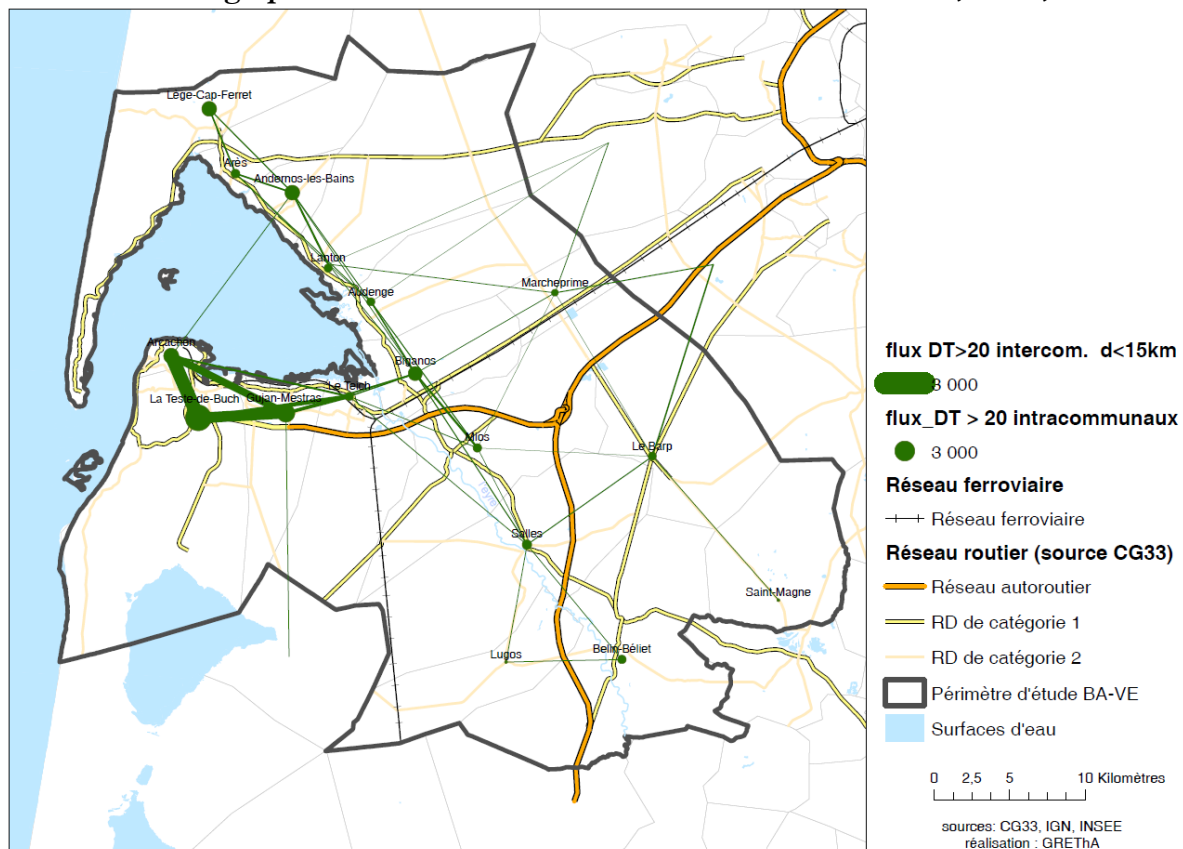 Lège-Cap-Ferret
Arès
Andernos-les-Bains
Lanton
Audenge
Marcheprime
Arcachon
Biganos
Le Teich
La Teste-de-Buch
Gujan-Mestras
Mios
Le Barp
l'eyre
Salles
Saint-Magne
Lugos
Belin-Béliet
flux DT>20 intercom. d<15km
8 000
flux_DT > 20 intracommunaux
3 000
Réseau ferroviaire
Réseau ferroviaire
Réseau routier (source CG33)
Réseau autoroutier
RD de catégorie 1
RD de catégorie 2
Périmètre d'étude BA-VE
Surfaces d'eau
0 2,5 5 10 Kilomètres
sources: CG33, IGN, INSEE
réalisation : GREThA